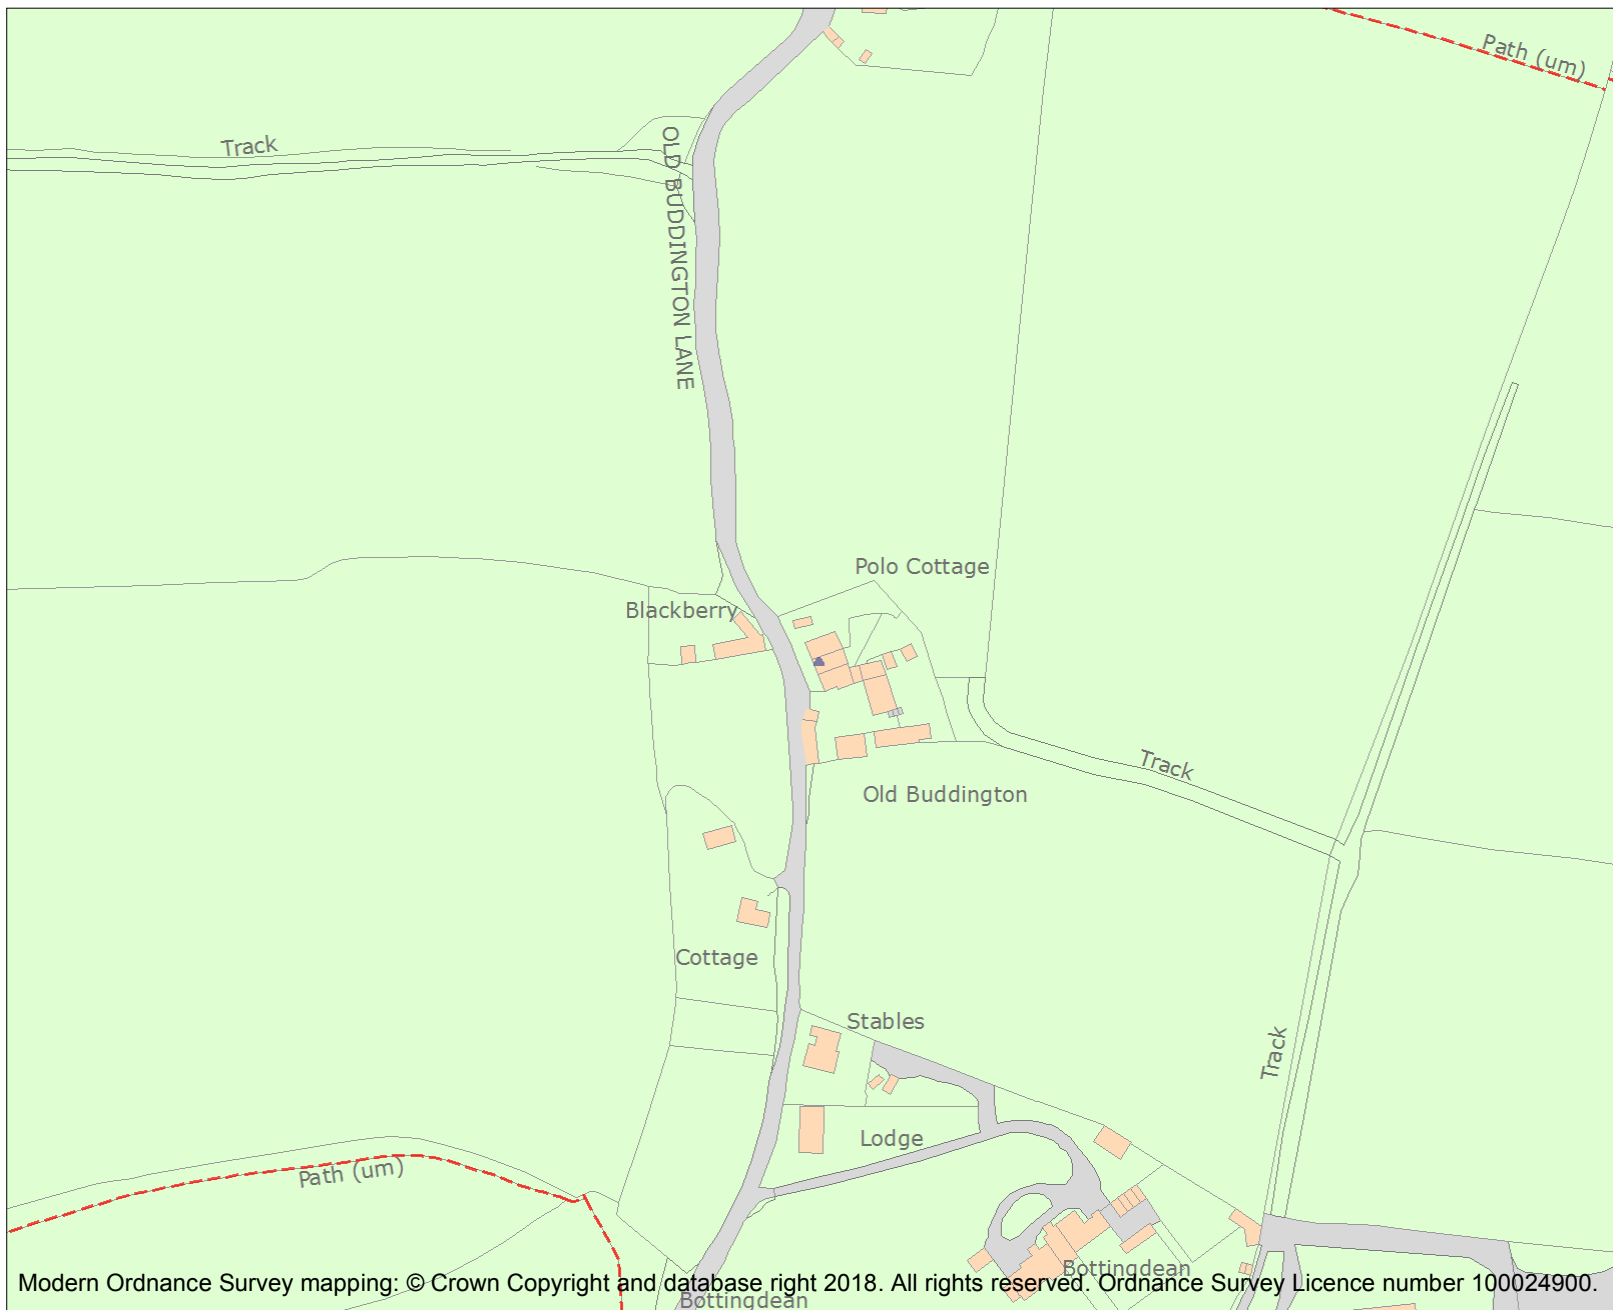 Path (um)
Track
OLD BUDDINGTON LANE
Polo Cottage
Blackberry
Track
Old Buddington
Cottage
Stables
Track
Lodge
Path (um)
Bottingdean
Modern Ordnance Survey mapping: © Crown Copyright and database right 2018. All rights reserved. Ordnance Survey Licence number 100024900.
Bottingdean